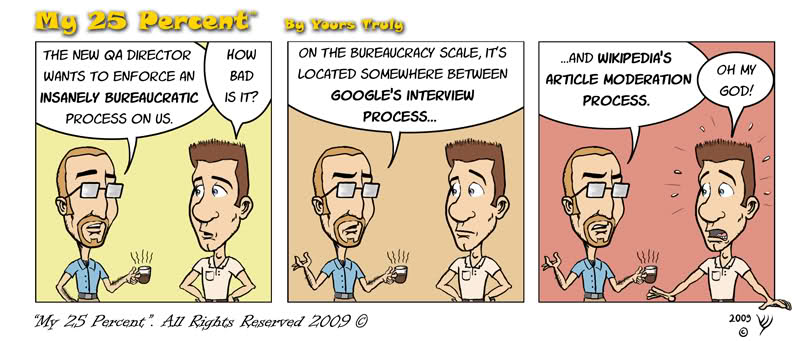 My 25 Percent™
By Yours Truly
THE NEW QA DIRECTOR
WANTS TO ENFORCE AN
INSANELY BUREAUCRATIC
PROCESS ON US.
HOW
BAD
IS IT?
ON THE BUREAUCRACY SCALE, IT'S
LOCATED SOMEWHERE BETWEEN
GOOGLE'S INTERVIEW
PROCESS...
...AND WIKIPEDIA'S
ARTICLE MODERATION
PROCESS.
OH MY
GOD!
"My 25 Percent". All Rights Reserved 2009 ©
2009
©